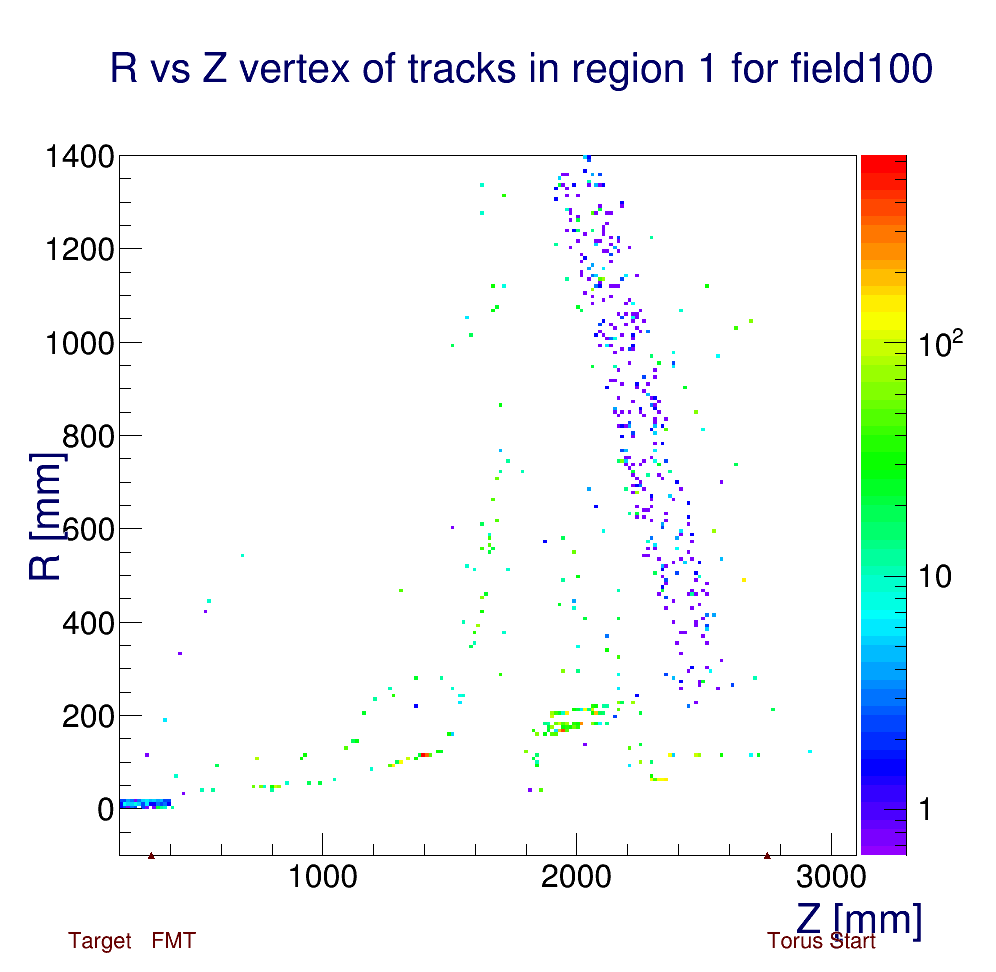 R vs Z vertex of tracks in region 1 for field100
1400
1200
1000
800
600
400
200
0
R [mm]
10²
10
1
1000
2000
3000
Z [mm]
Target FMT
Torus Start